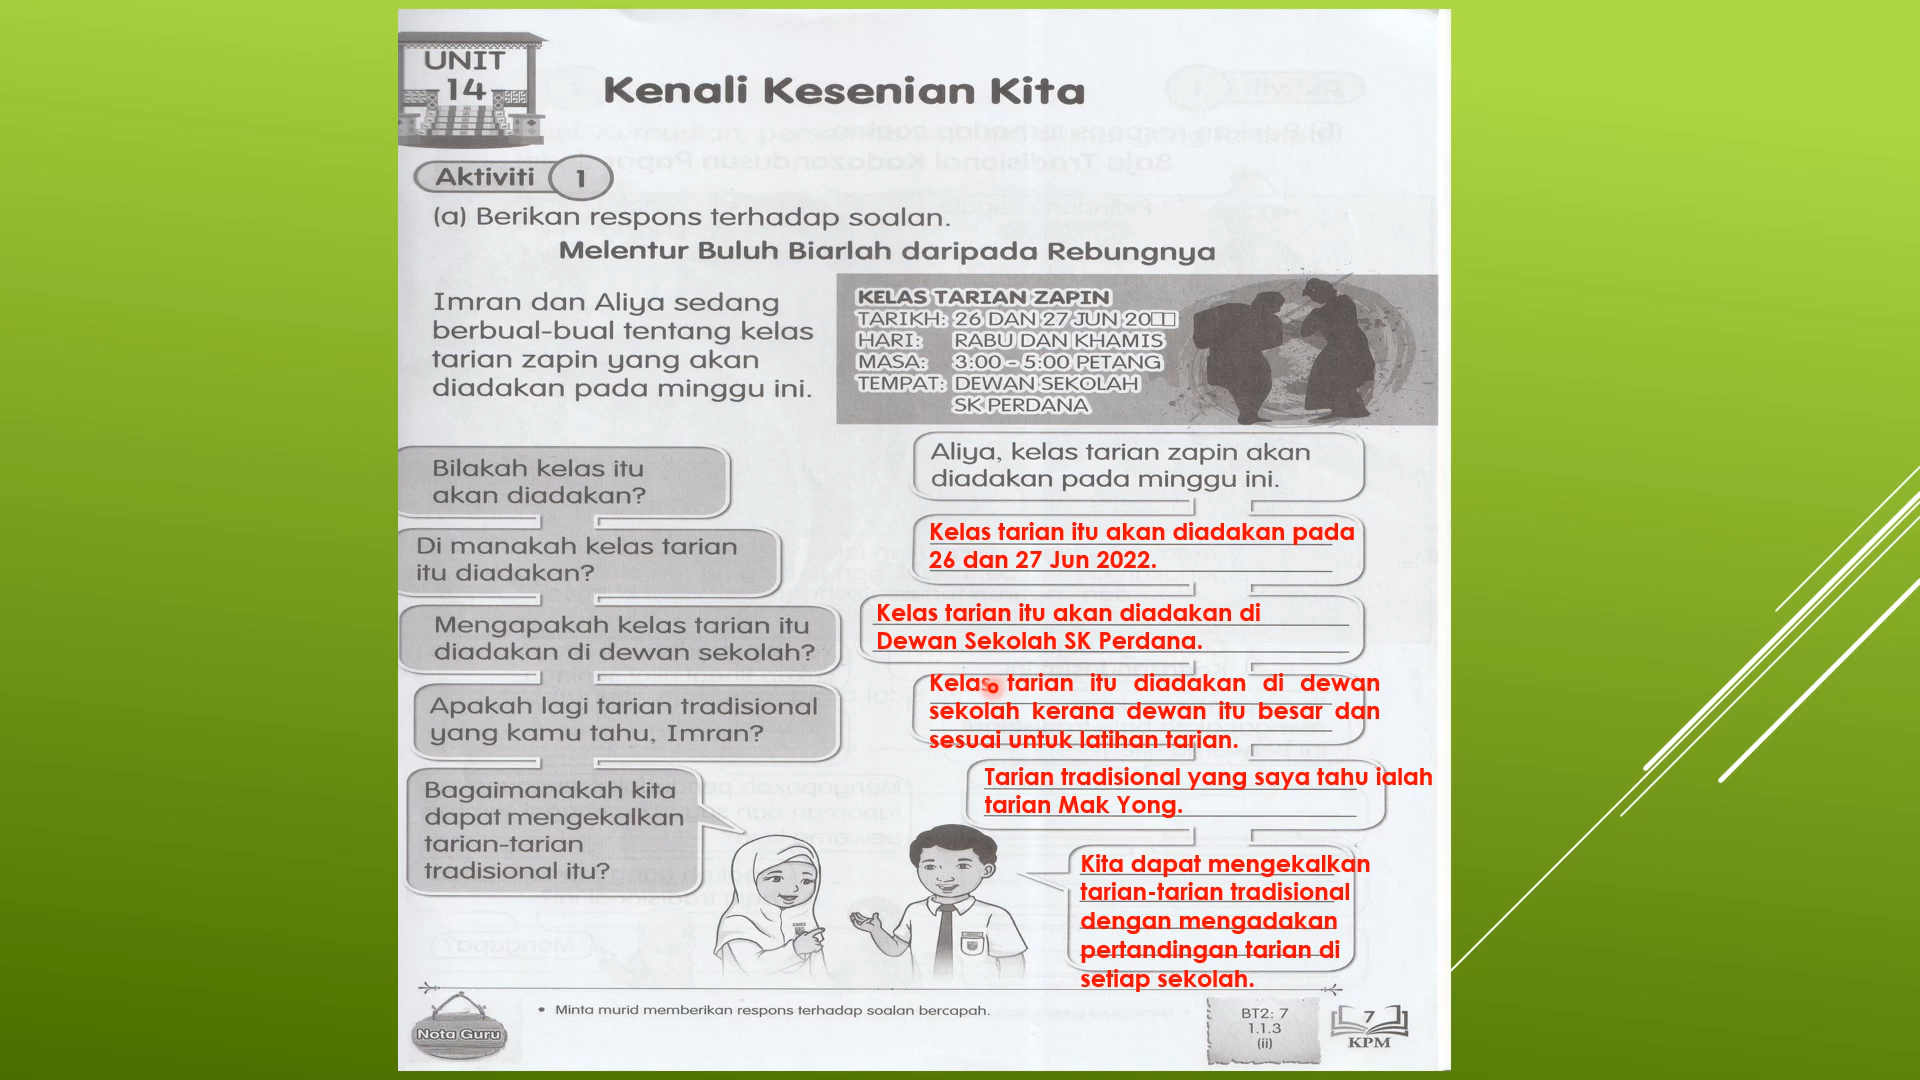 UNIT
14
Kenali Kesenian Kita
Aktiviti 1
(a) Berikan respons terhadap soalan.
Melentur Buluh Biarlah daripada Rebungnya
Imran dan Aliya sedang
berbual-bual tentang kelas
tarian zapin yang akan
diadakan pada minggu ini.
KELAS TARIAN ZAPIN
TARIKH: 26 DAN 27 JUN 20□□
HARI: RABU DAN KHAMIS
MASA: 3:00 – 5:00 PETANG
TEMPAT: DEWAN SEKOLAH
SK PERDANA
Aliya, kelas tarian zapin akan
diadakan pada minggu ini.
Bilakah kelas itu
akan diadakan?
Kelas tarian itu akan diadakan pada
26 dan 27 Jun 2022.
Di manakah kelas tarian
itu diadakan?
Kelas tarian itu akan diadakan di
Dewan Sekolah SK Perdana.
Mengapakah kelas tarian itu
diadakan di dewan sekolah?
Kelas tarian itu diadakan di dewan
sekolah kerana dewan itu besar dan
sesuai untuk latihan tarian.
Apakah lagi tarian tradisional
yang kamu tahu, Imran?
Tarian tradisional yang saya tahu ialah
tarian Mak Yong.
Bagaimanakah kita
dapat mengekalkan
tarian-tarian
tradisional itu?
Kita dapat mengekalkan
tarian-tarian tradisional
dengan mengadakan
pertandingan tarian di
setiap sekolah.
Nota Guru
• Minta murid memberikan respons terhadap soalan bercapah.
BT2: 7
1.1.3
(ii)
7
KPM